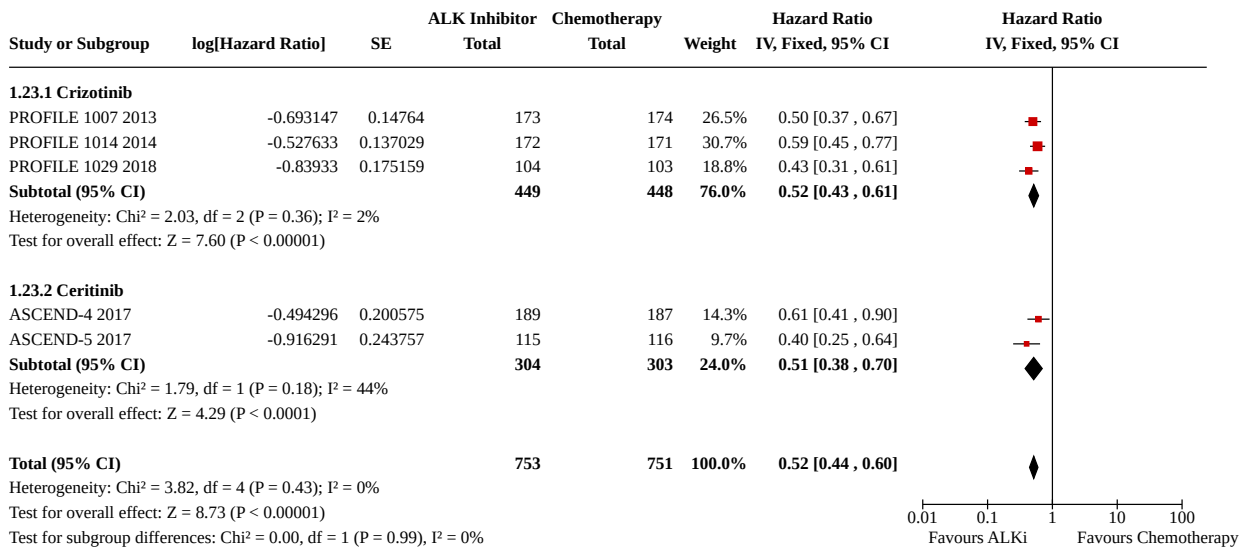 ALK Inhibitor Chemotherapy Hazard Ratio Hazard Ratio
Study or Subgroup log[Hazard Ratio] SE Total Total Weight IV, Fixed, 95% CI IV, Fixed, 95% CI
1.23.1 Crizotinib
PROFILE 1007 2013 -0.693147 0.14764 173 174 26.5% 0.50 [0.37 , 0.67]
PROFILE 1014 2014 -0.527633 0.137029 172 171 30.7% 0.59 [0.45 , 0.77]
PROFILE 1029 2018 -0.83933 0.175159 104 103 18.8% 0.43 [0.31 , 0.61]
Subtotal (95% CI) 449 448 76.0% 0.52 [0.43 , 0.61]
Heterogeneity: Chi² = 2.03, df = 2 (P = 0.36); I² = 2%
Test for overall effect: Z = 7.60 (P < 0.00001)
1.23.2 Ceritinib
ASCEND-4 2017 -0.494296 0.200575 189 187 14.3% 0.61 [0.41 , 0.90]
ASCEND-5 2017 -0.916291 0.243757 115 116 9.7% 0.40 [0.25 , 0.64]
Subtotal (95% CI) 304 303 24.0% 0.51 [0.38 , 0.70]
Heterogeneity: Chi² = 1.79, df = 1 (P = 0.18); I² = 44%
Test for overall effect: Z = 4.29 (P < 0.0001)
Total (95% CI) 753 751 100.0% 0.52 [0.44 , 0.60]
Heterogeneity: Chi² = 3.82, df = 4 (P = 0.43); I² = 0%
Test for overall effect: Z = 8.73 (P < 0.00001)
0.01 0.1 1 10 100
Test for subgroup differences: Chi² = 0.00, df = 1 (P = 0.99), I² = 0%
Favours ALKi Favours Chemotherapy